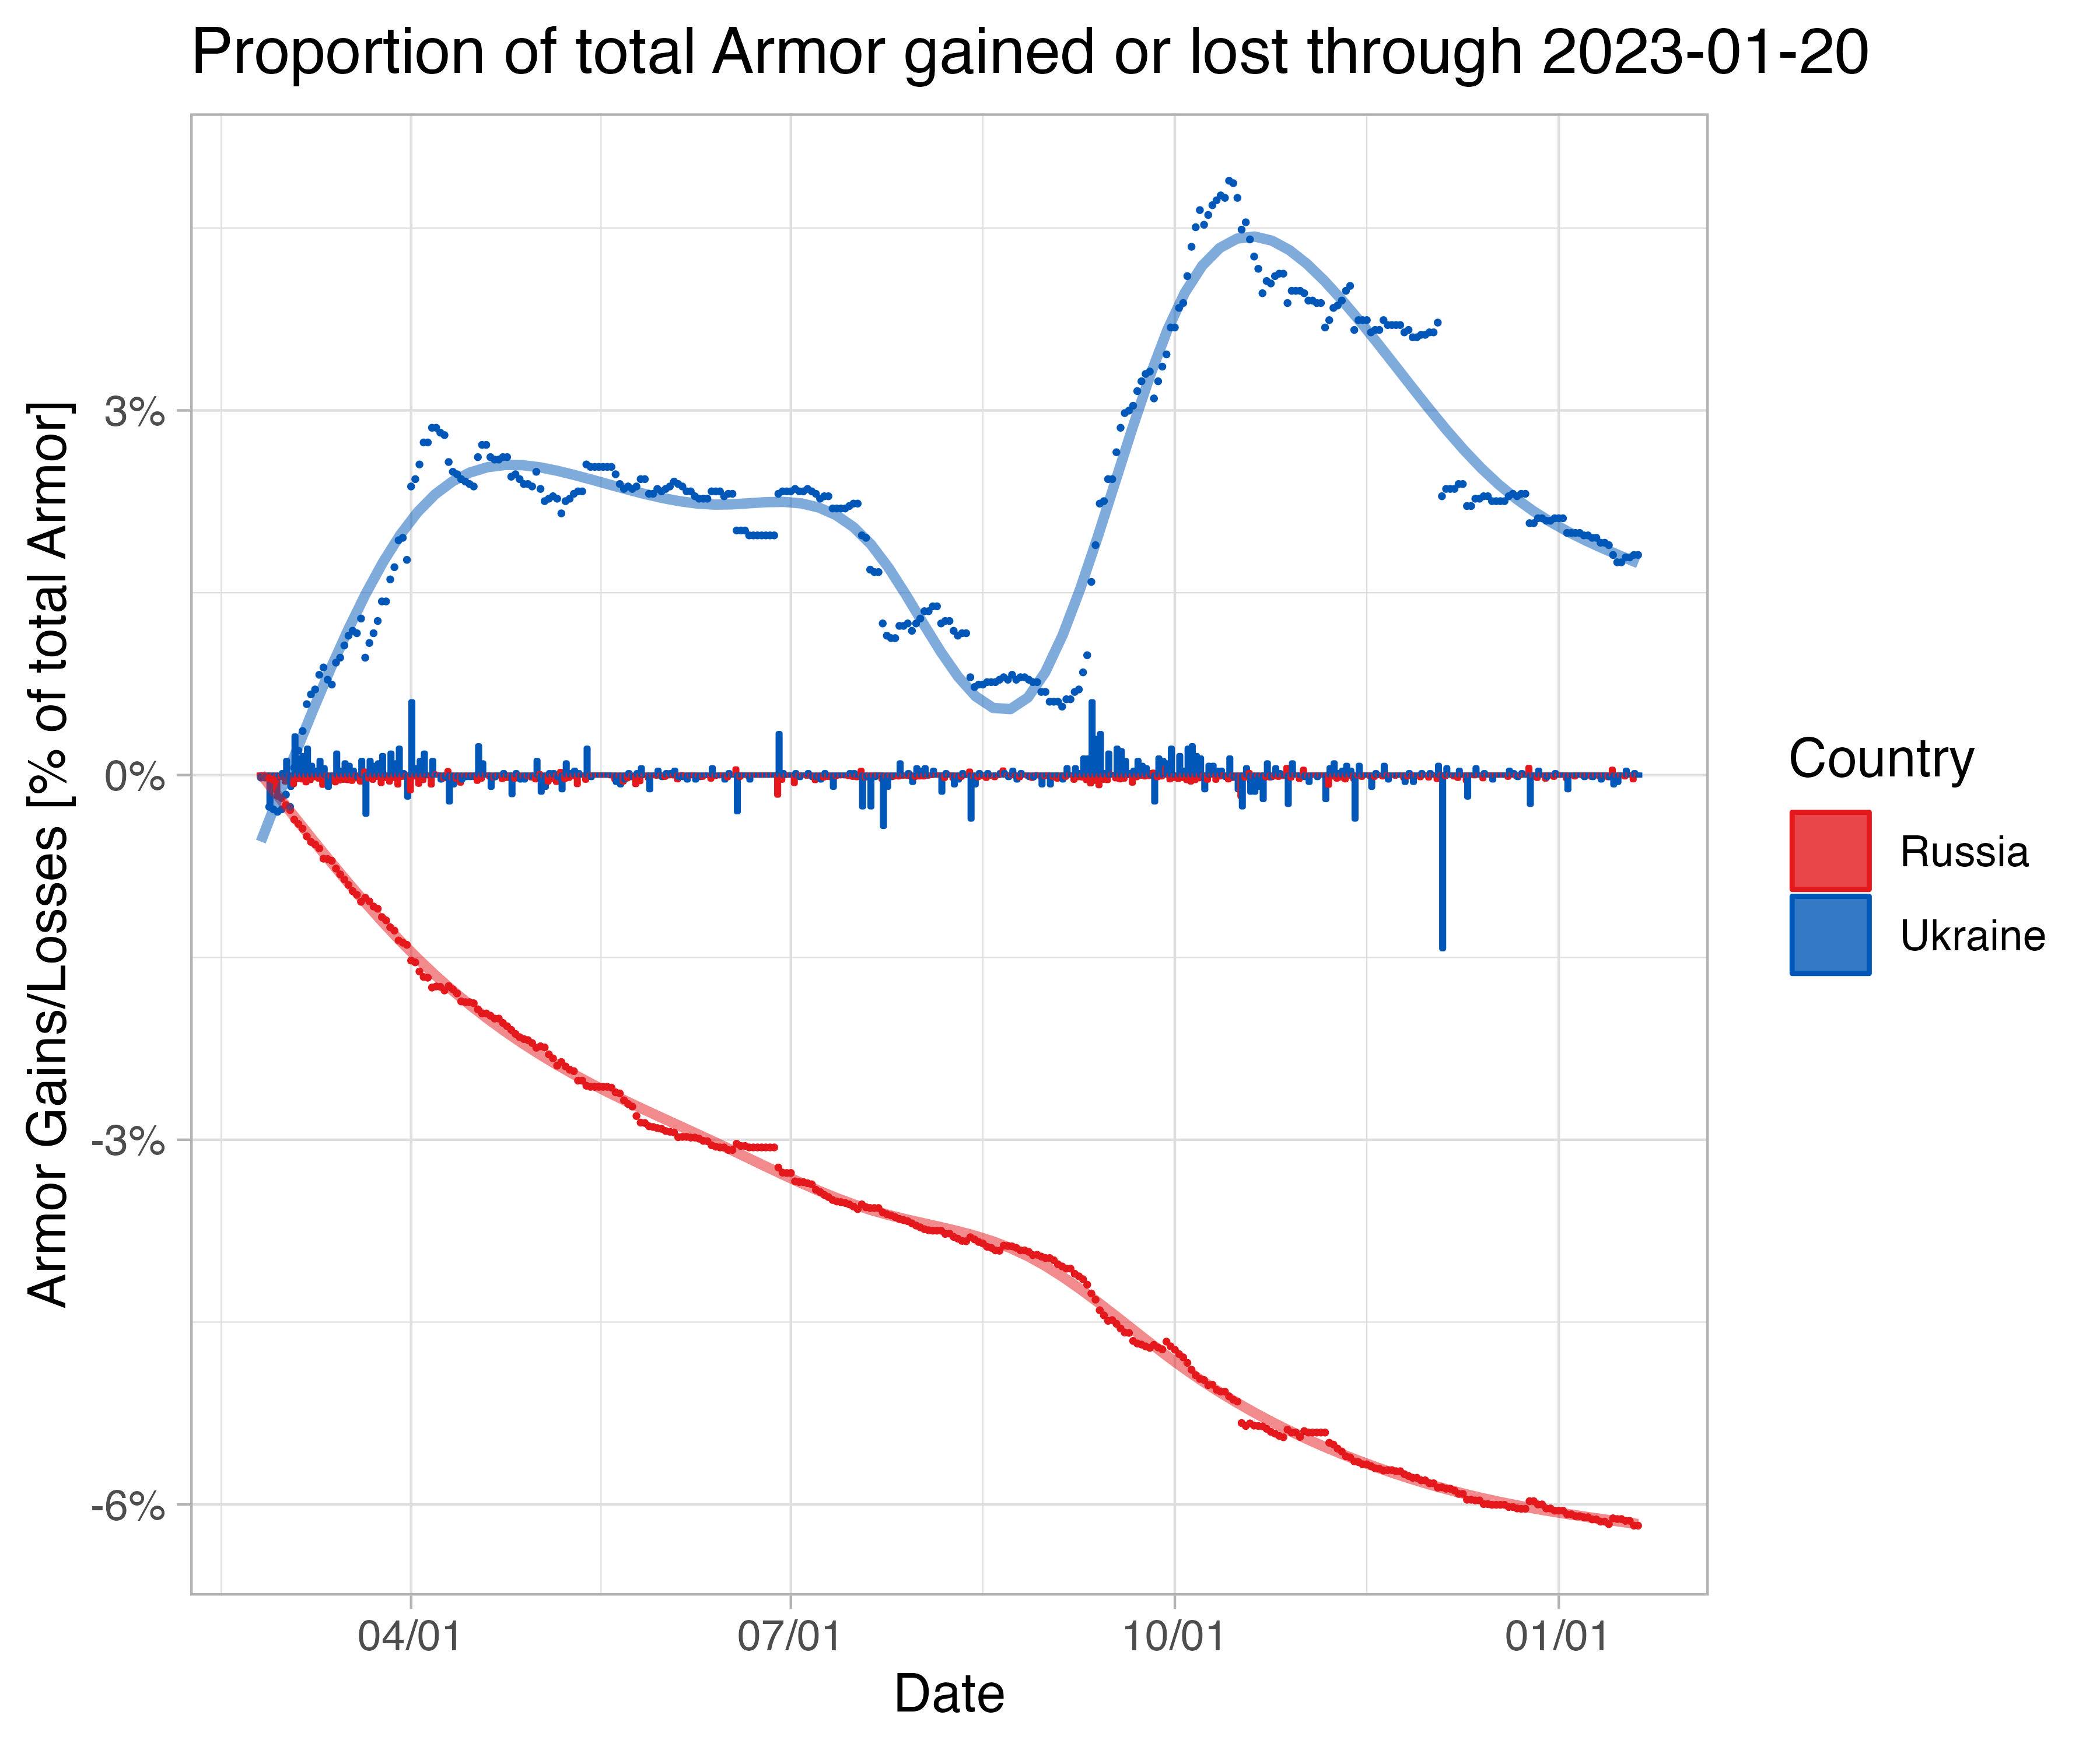 Proportion of total Armor gained or lost through 2023-01-20
Armor Gains/Losses [% of total Armor]
3%
0%
-3%
-6%
04/01
07/01
10/01
01/01
Date
Country
Russia
Ukraine